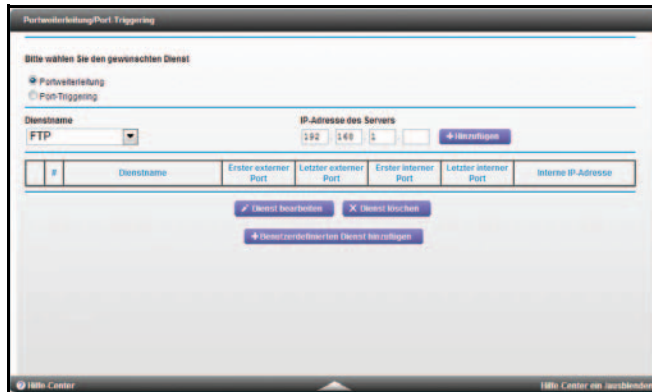 Portweiterleitung/Port Triggering
Bitte wählen Sie den gewünschten Dienst
Portweiterleitung
Port-Triggering
Dienstname
IP-Adresse des Servers
FTP
192 168 1
+ Hinzufügen
# Dienstname Erster externer Port Letzter externer Port Erster interner Port Letzter interner Port Interne IP-Adresse
Dienst bearbeiten
X Dienst löschen
+ Benutzerdefinierten Dienst hinzufügen
Hilfe-Center
Hilfe-Center ein-/ausblenden